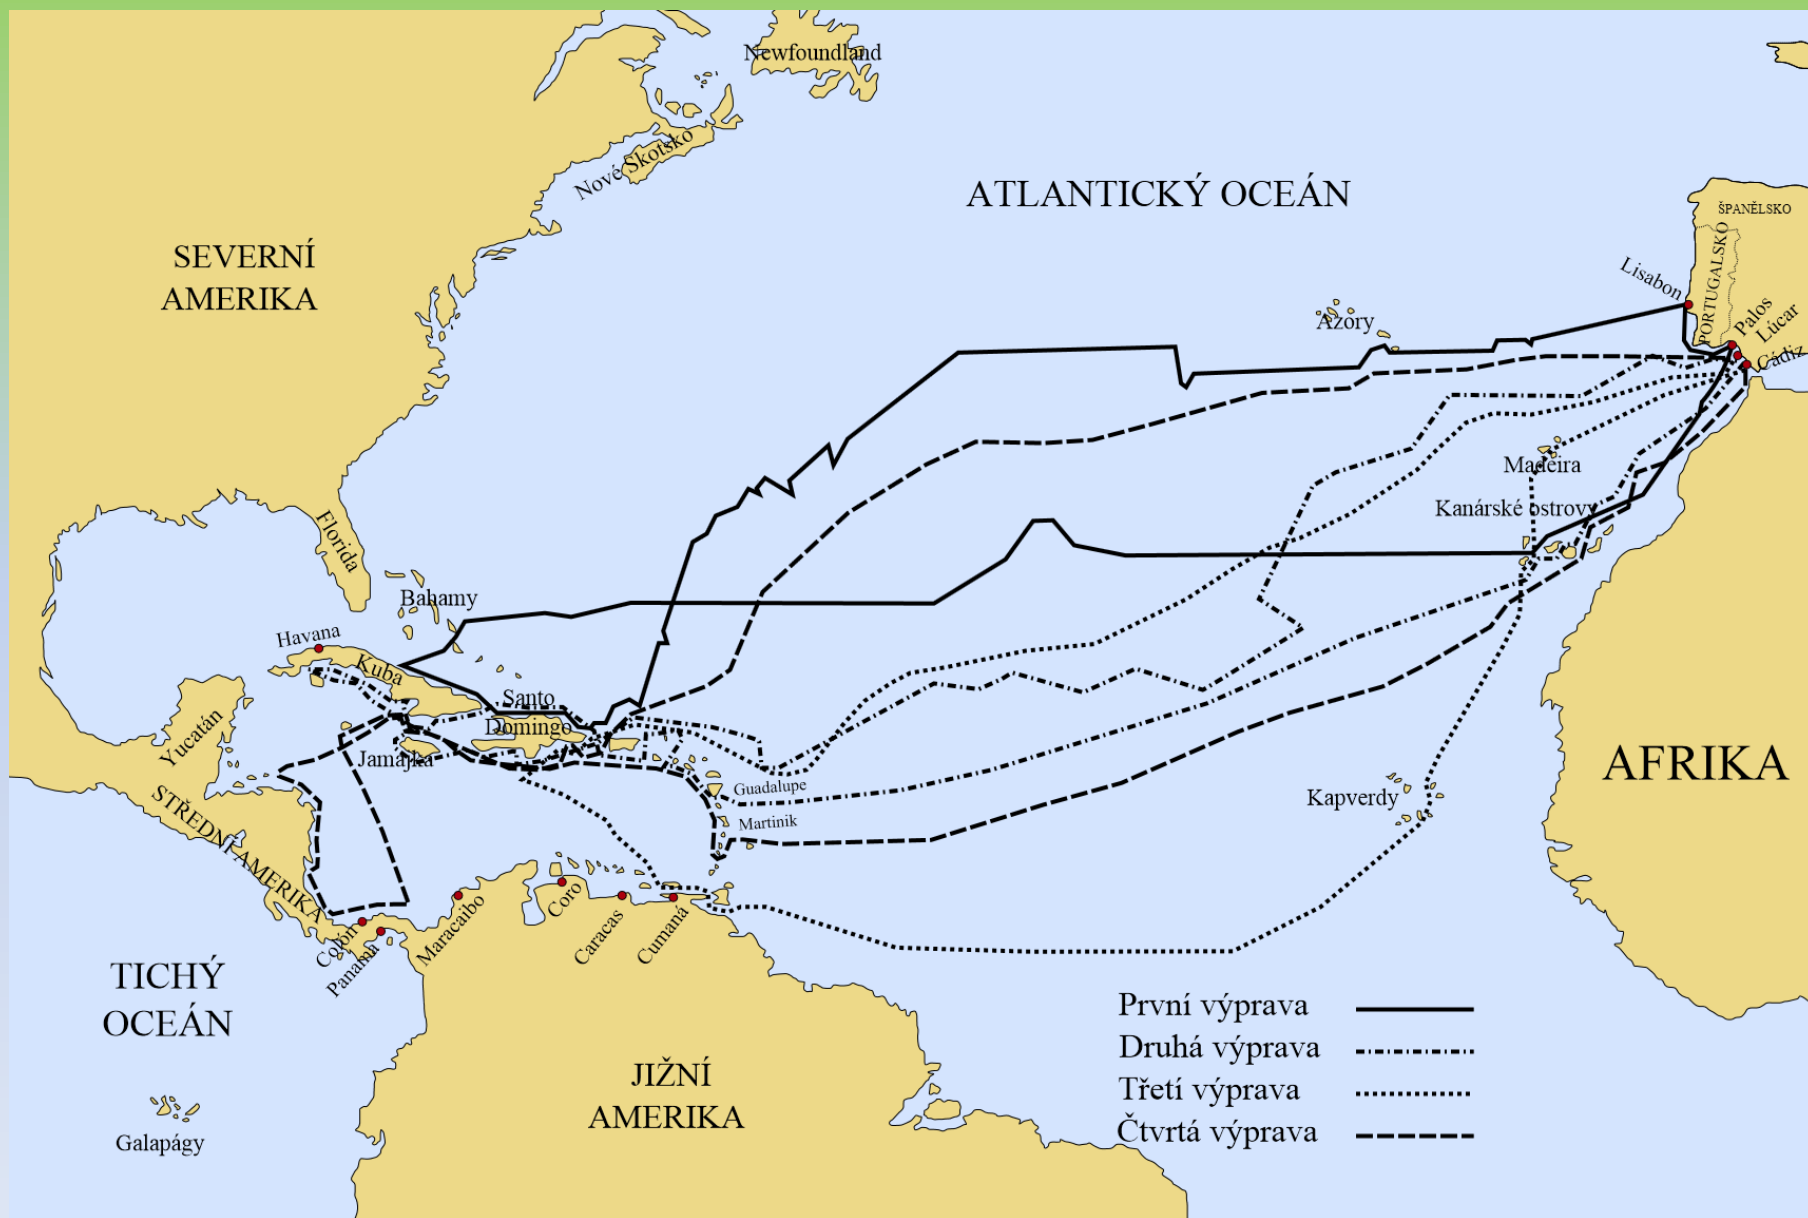 Newfoundland
Nové Skotsko
ATLANTICKÝ OCEÁN
ŠPANĚLSKO
PORTUGALSKO
SEVERNÍ
AMERIKA
Lisabon
Palos
Lúcar
Cádiz
Azory
Madeira
Kanárské ostrovy
Florida
Bahamy
Havana
Kuba
Santo
Domingo
Yucatán
Jamajka
Guadalupe
Martinik
STŘEDNÍ AMERIKA
AFRIKA
Kapverdy
Colón
Panama
Maracaibo
Coro
Caracas
Cumaná
TICHÝ
OCEÁN
Galapágy
JIŽNÍ
AMERIKA
První výprava
Druhá výprava
Třetí výprava
Čtvrtá výprava